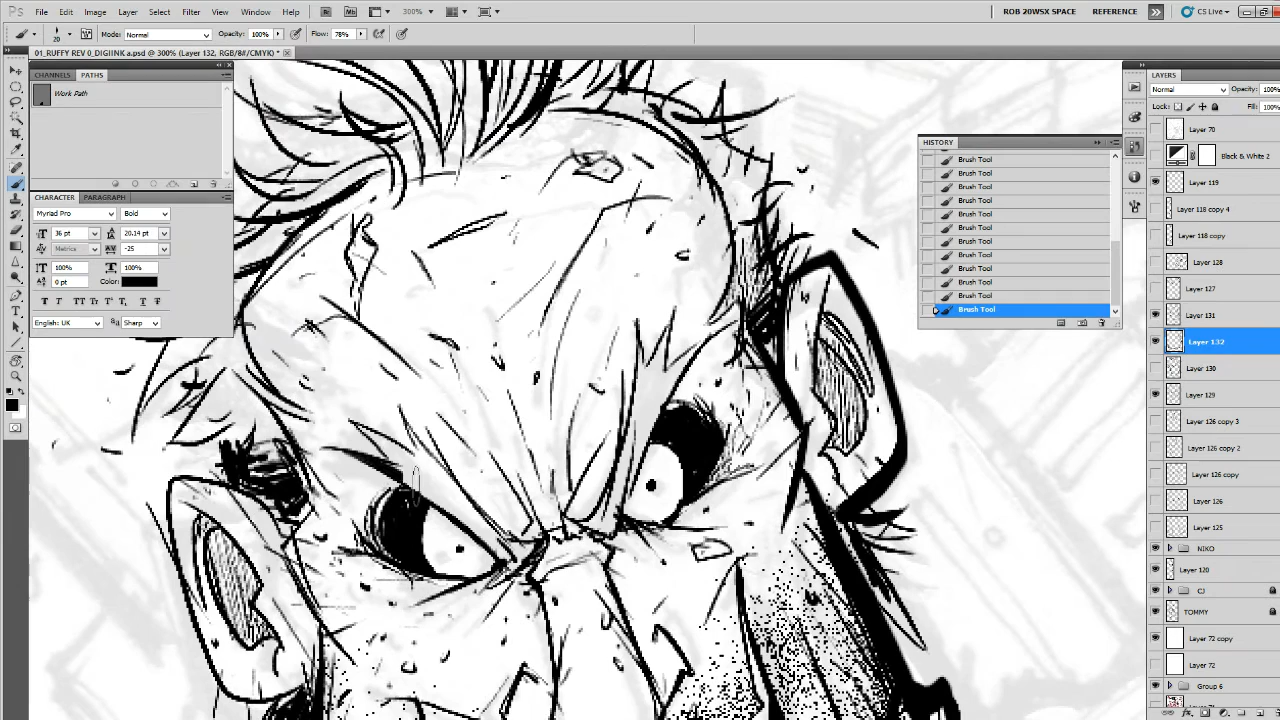 Ps File Edit Image Layer Select Filter View Window Help Br Mb 300% ROB 20WSX SPACE REFERENCE CS Live
20 Mode: Normal Opacity: 100% Flow: 78%
01_RUFFY REV 0_DIGIINK a.psd @ 300% (Layer 132, RGB/8#/CMYK) *
CHANNELS PATHS
Work Path
CHARACTER PARAGRAPH
Myriad Pro Bold
36 pt 20.14 pt
Metrics -25
100% 100%
0 pt Color:
English: UK Sharp
HISTORY
Brush Tool
Brush Tool
Brush Tool
Brush Tool
Brush Tool
Brush Tool
Brush Tool
Brush Tool
Brush Tool
Brush Tool
Brush Tool
Brush Tool
LAYERS
Normal Opacity: 100%
Lock: Fill: 100%
Layer 70
Black & White 2
Layer 119
Layer 118 copy 4
Layer 118 copy
Layer 128
Layer 127
Layer 131
Layer 132
Layer 130
Layer 129
Layer 126 copy 3
Layer 126 copy 2
Layer 126 copy
Layer 126
Layer 125
NIKO
Layer 120
CJ
TOMMY
Layer 72 copy
Layer 72
Group 6